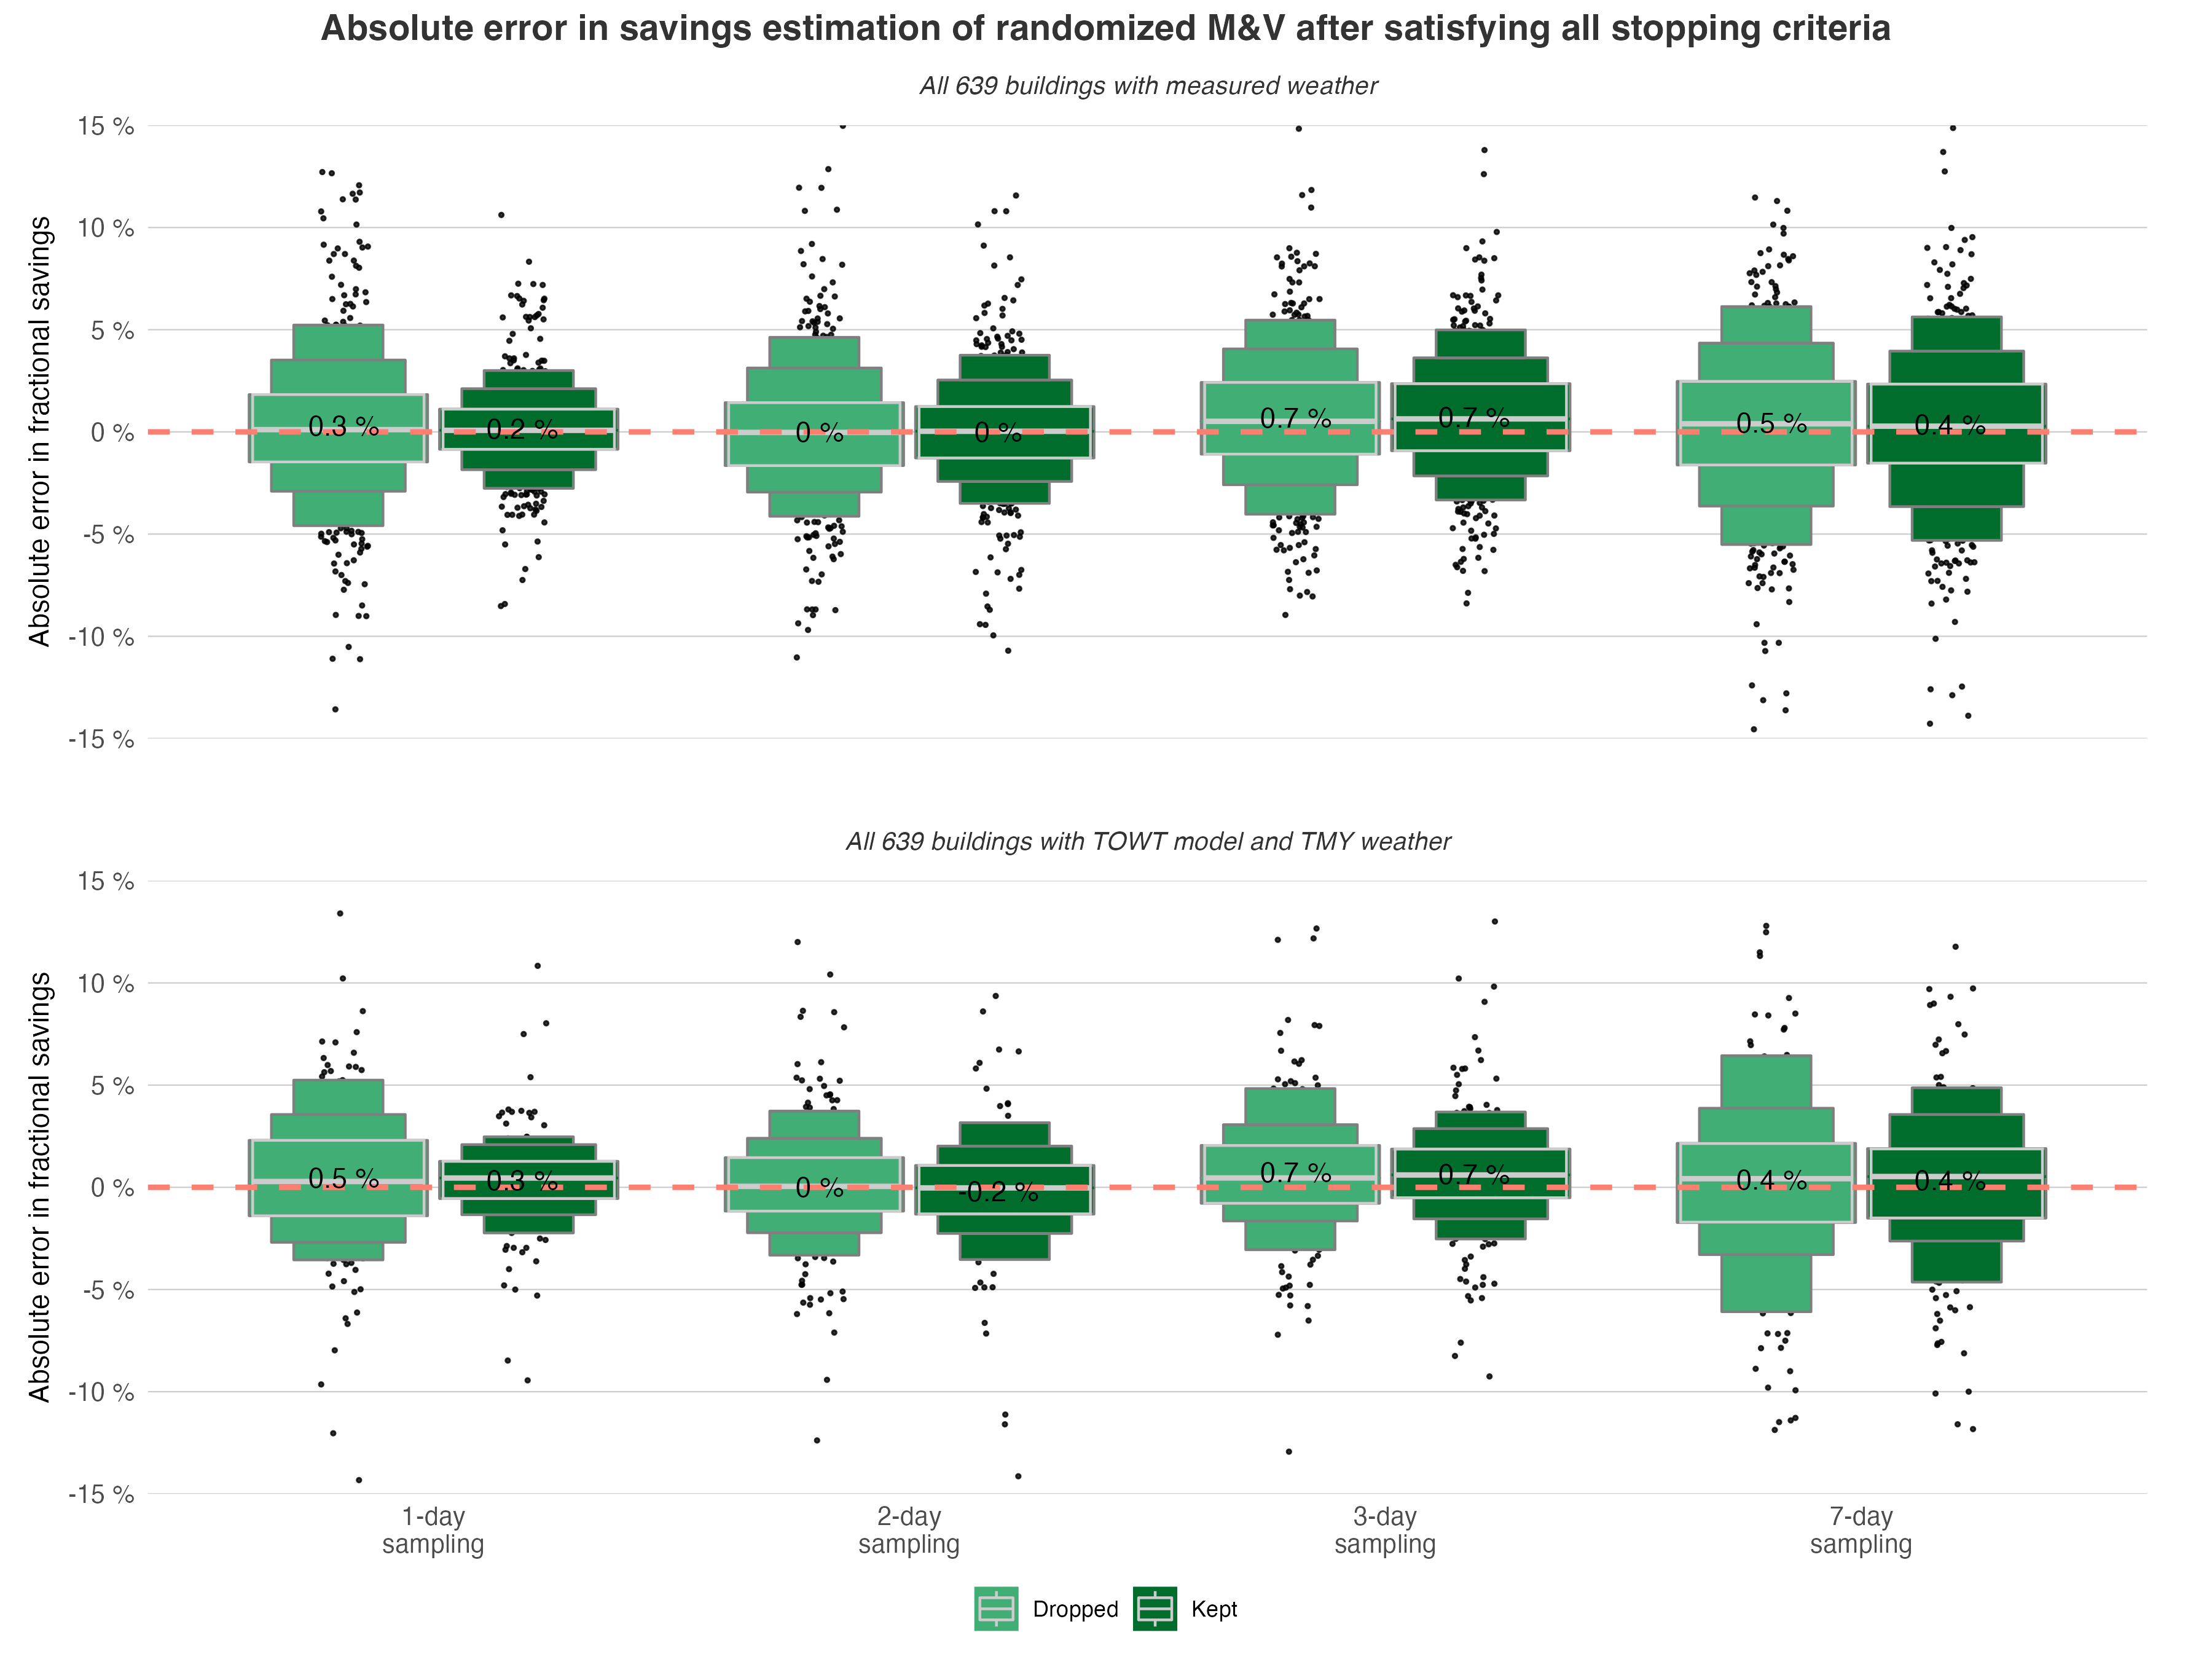 Absolute error in savings estimation of randomized M&V after satisfying all stopping criteria
All 639 buildings with measured weather
Absolute error in fractional savings
15 %
10 %
5 %
0 %
-5 %
-10 %
-15 %
0.3 %
0.2 %
0 %
0 %
0.7 %
0.7 %
0.5 %
0.4 %
All 639 buildings with TOWT model and TMY weather
Absolute error in fractional savings
15 %
10 %
5 %
0 %
-5 %
-10 %
-15 %
0.5 %
0.3 %
0 %
-0.2 %
0.7 %
0.7 %
0.4 %
0.4 %
1-day
sampling
2-day
sampling
3-day
sampling
7-day
sampling
Dropped
Kept